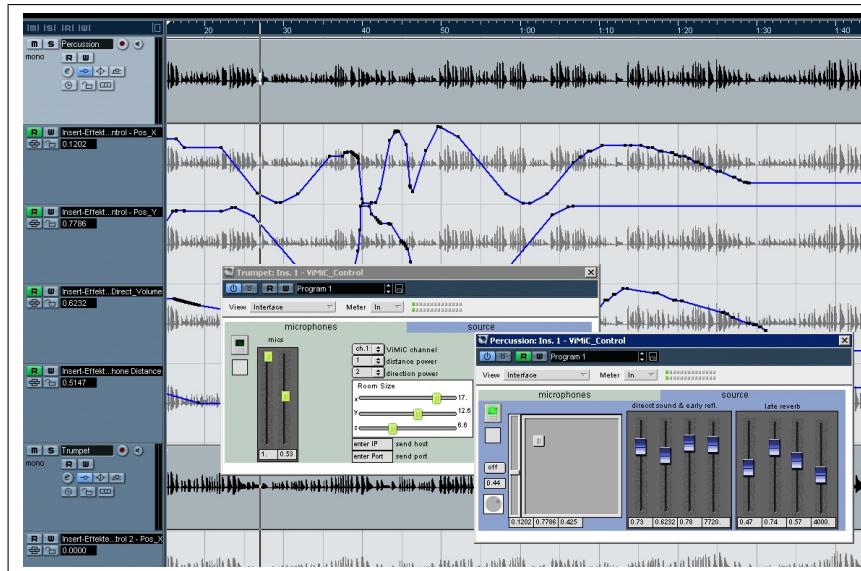 |M| |S| |R| |W|
20 30 40 50 1:00 1:10 1:20 1:30 1:40
M S Percussion
mono R W
e
R W Insert-Effekt...ntrol - Pos_X
0.1202
R W Insert-Effekt...ntrol - Pos_Y
0.7786
R W Insert-Effekt...Direct_Volume
0.6232
R W Insert-Effekt...hone Distance
0.5147
M S Trumpet
mono R W
e
R W Insert-Effekte...trol 2 - Pos_X
0.0000
Trumpet: Ins. 1 - ViMiC_Control
R W Program 1
View Interface Meter In
microphones source
mics
1. 0.53
ch.1 ViMiC channel
1 distance power
2 direction power
Room Size
x 17.
y 12.6
z 6.6
enter IP send host
enter Port send port
Percussion: Ins. 1 - ViMiC_Control
R W Program 1
View Interface Meter In
microphones source
off
0.44
0.1202 0.7786 0.425
direct sound & early refl.
0.73 0.6232 0.78 7720.
late reverb
0.47 0.74 0.57 4000.